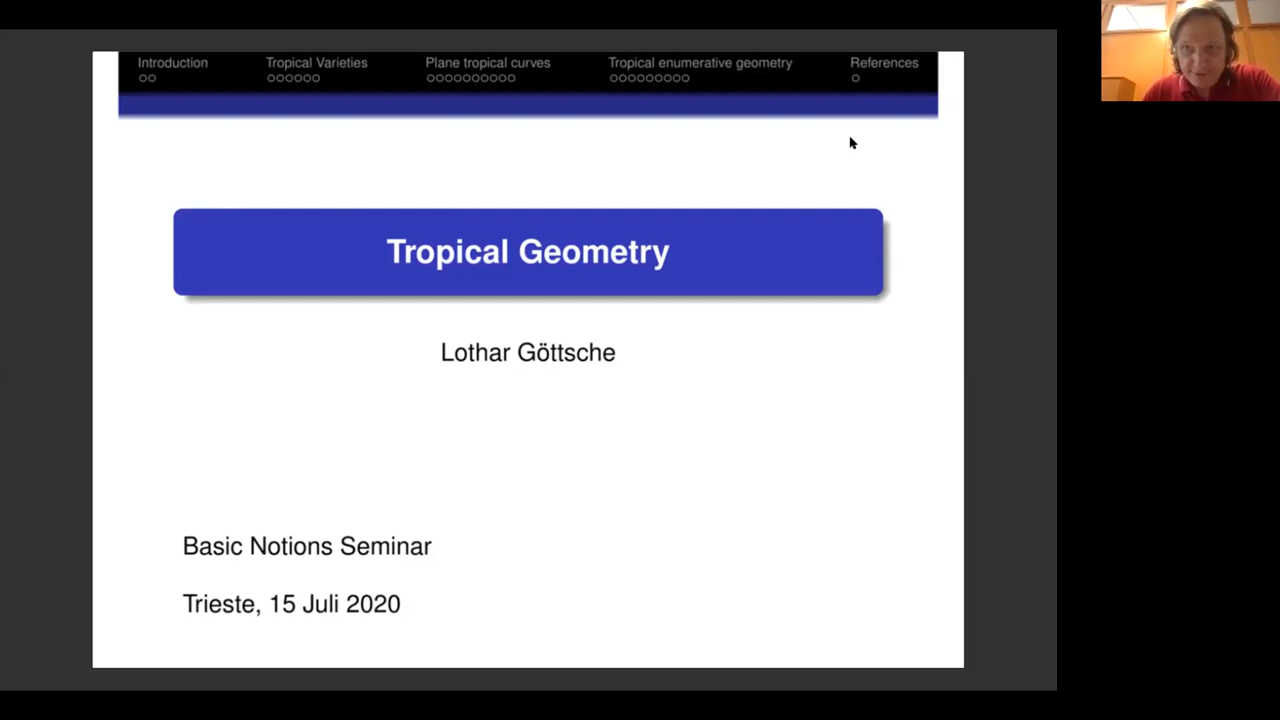 Introduction
Tropical Varieties
Plane tropical curves
Tropical enumerative geometry
References
Tropical Geometry
Lothar Göttsche
Basic Notions Seminar
Trieste, 15 Juli 2020